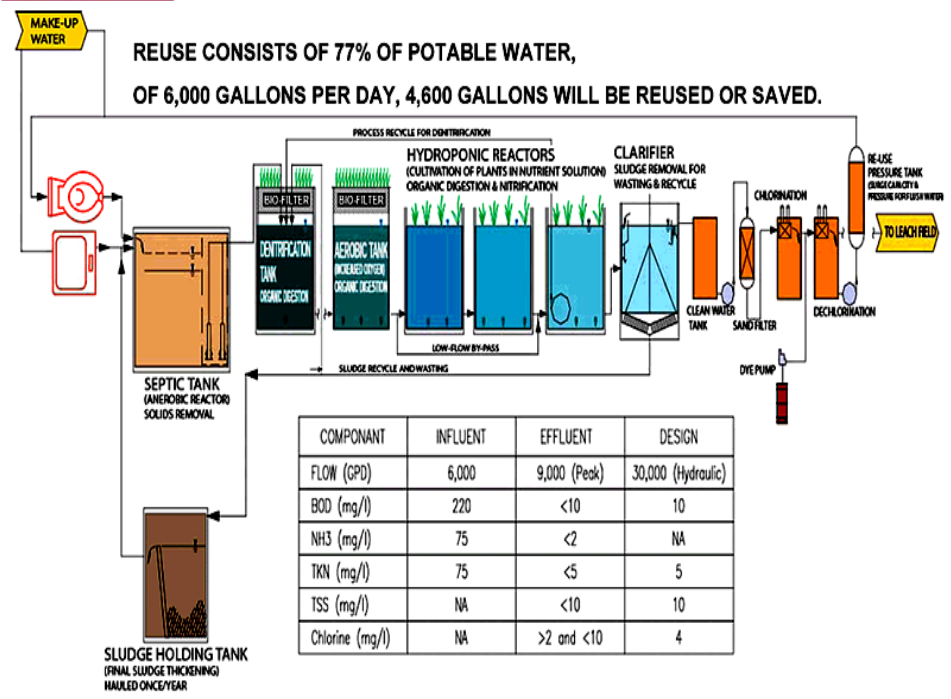 MAKE-UP
WATER
REUSE CONSISTS OF 77% OF POTABLE WATER,
OF 6,000 GALLONS PER DAY, 4,600 GALLONS WILL BE REUSED OR SAVED.
PROCESS RECYCLE FOR DENITRIFICATION
HYDROPONIC REACTORS
(CULTIVATION OF PLANTS IN NUTRIENT SOLUTION)
ORGANIC DIGESTION & NITRIFICATION
CLARIFIER
SLUDGE REMOVAL FOR
WASTING & RECYCLE
CHLORINATION
RE-USE
PRESSURE TANK
(SURGE CAPACITY &
PRESSURE FOR FLUSH WATER)
TO LEACH FIELD
BIO-FILTER
DENITRIFICATION
TANK
ORGANIC DIGESTION
BIO-FILTER
AEROBIC TANK
(INCREASED OXYGEN)
ORGANIC DIGESTION
CLEAN WATER
TANK
SAND FILTER
DECHLORINATION
LOW-FLOW BY-PASS
SLUDGE RECYCLE AND WASTING
DYE PUMP
SEPTIC TANK
(ANEROBIC REACTOR)
SOLIDS REMOVAL
COMPONANT INFLUENT EFFLUENT DESIGN
FLOW (GPD) 6,000 9,000 (Peak) 30,000 (Hydraulic)
BOD (mg/l) 220 <10 10
NH3 (mg/l) 75 <2 NA
TKN (mg/l) 75 <5 5
TSS (mg/l) NA <10 10
Chlorine (mg/l) NA >2 and <10 4
SLUDGE HOLDING TANK
(FINAL SLUDGE THICKENING)
HAULED ONCE/YEAR